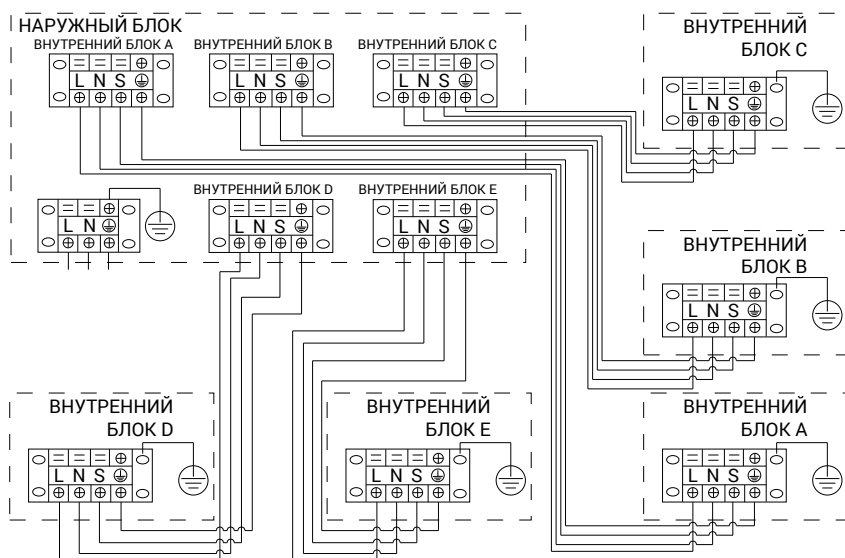 НАРУЖНЫЙ БЛОК
ВНУТРЕННИЙ БЛОК A
ВНУТРЕННИЙ БЛОК B
ВНУТРЕННИЙ БЛОК C
L N S
L N S
L N S
ВНУТРЕННИЙ БЛОК D
ВНУТРЕННИЙ БЛОК E
L N
L N S
L N S
ВНУТРЕННИЙ
БЛОК C
L N S
ВНУТРЕННИЙ
БЛОК B
L N S
ВНУТРЕННИЙ
БЛОК D
L N S
ВНУТРЕННИЙ
БЛОК E
L N S
ВНУТРЕННИЙ
БЛОК A
L N S